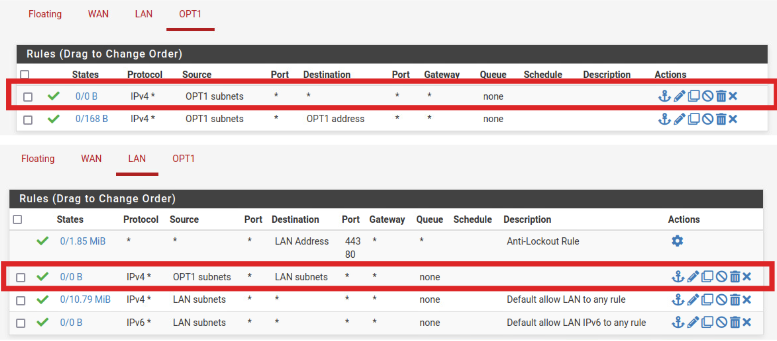 Floating WAN LAN OPT1
Rules (Drag to Change Order)
States Protocol Source Port Destination Port Gateway Queue Schedule Description Actions
0/0 B IPv4 * OPT1 subnets * * * * none
0/168 B IPv4 * OPT1 subnets * OPT1 address * * none
Floating WAN LAN OPT1
Rules (Drag to Change Order)
States Protocol Source Port Destination Port Gateway Queue Schedule Description Actions
0/1.85 MiB * * * LAN Address 443 * * Anti-Lockout Rule
80
0/0 B IPv4 * OPT1 subnets * LAN subnets * * none
0/10.79 MiB IPv4 * LAN subnets * * * * none Default allow LAN to any rule
0/0 B IPv6 * LAN subnets * * * * none Default allow LAN IPv6 to any rule